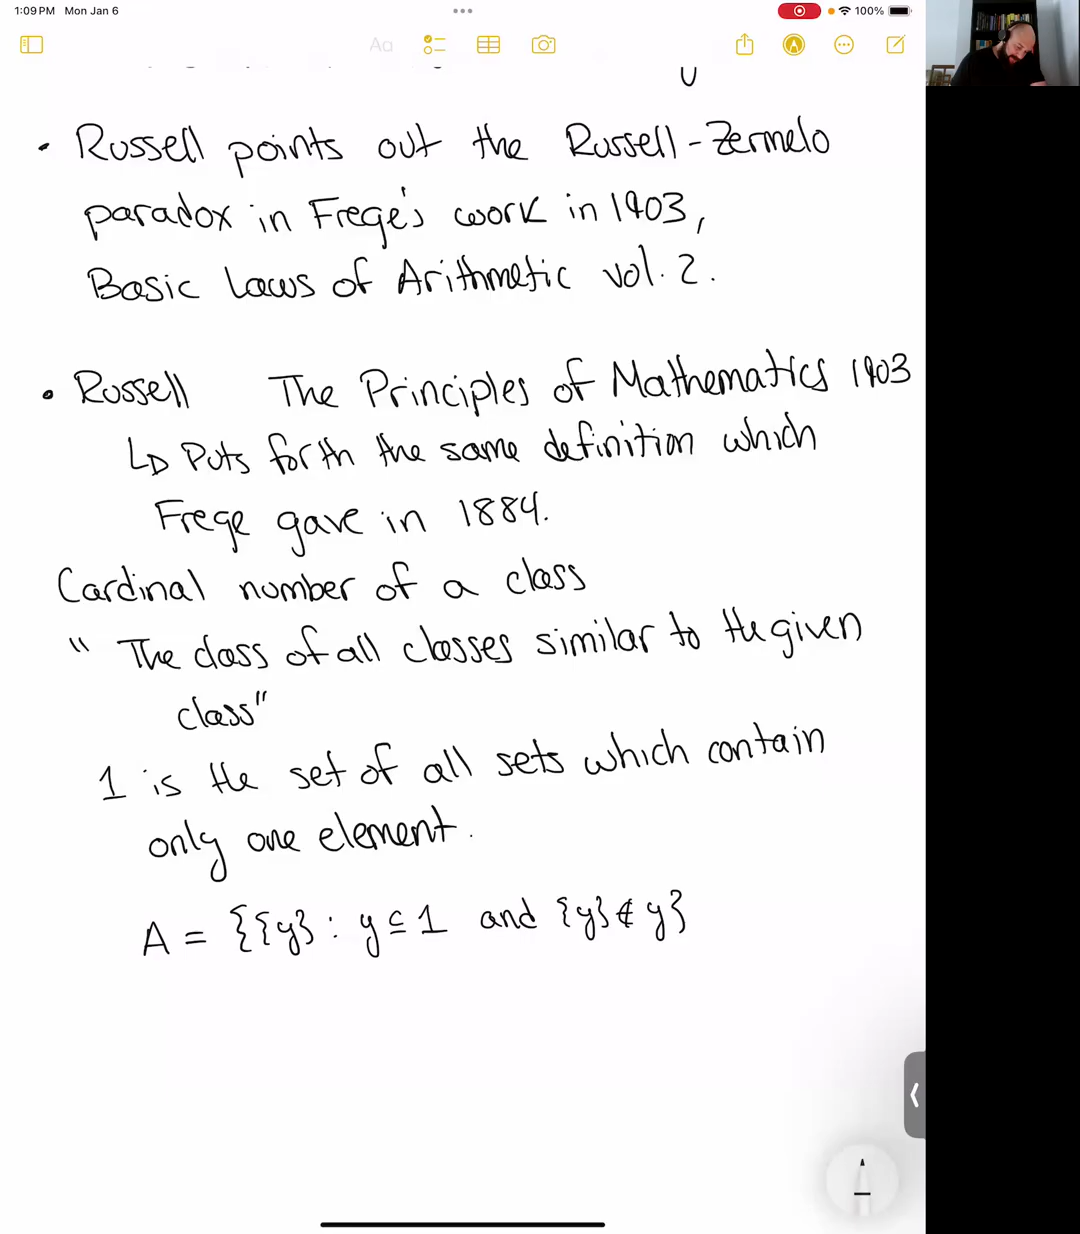 1:09 PM Mon Jan 6
100%
Aa
• Russell points out the Russell-Zermelo
paradox in Frege's work in 1903,
Basic Laws of Arithmetic vol. 2.
• Russell The Principles of Mathematics 1903
↳ Puts forth the same definition which
Frege gave in 1884.
Cardinal number of a class
"The class of all classes similar to the given
class"
1 is the set of all sets which contain
only one element.
A = {{y} : y ⊆ 1 and {y} ∉ y}